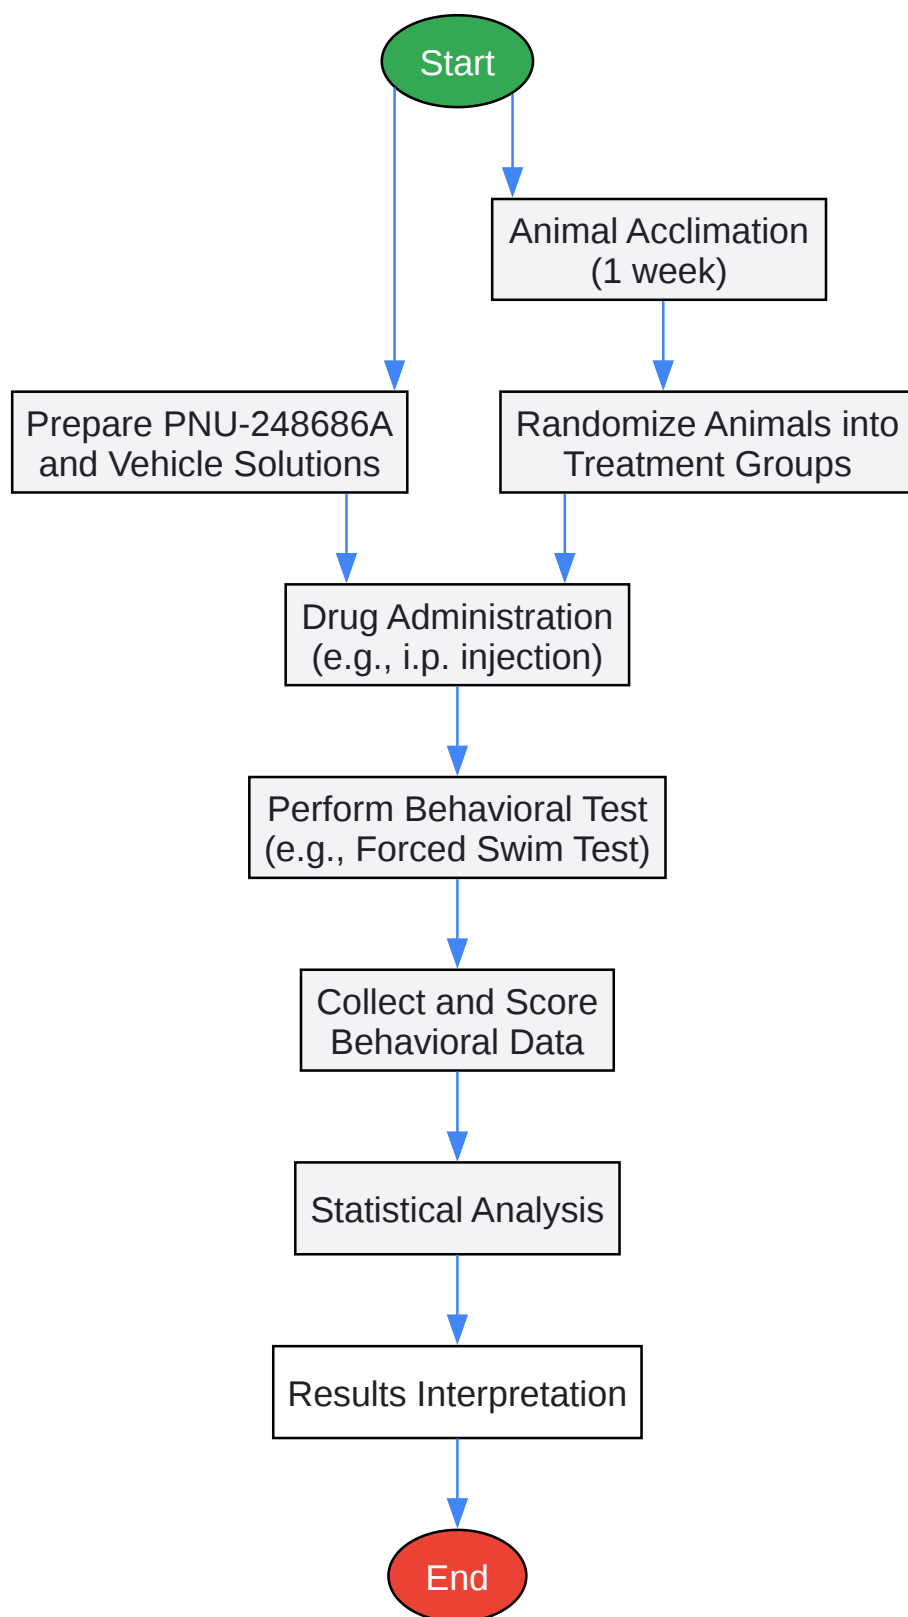 Start
Animal Acclimation
(1 week)
Prepare PNU-248686A
and Vehicle Solutions
Randomize Animals into
Treatment Groups
Drug Administration
(e.g., i.p. injection)
Perform Behavioral Test
(e.g., Forced Swim Test)
Collect and Score
Behavioral Data
Statistical Analysis
Results Interpretation
End